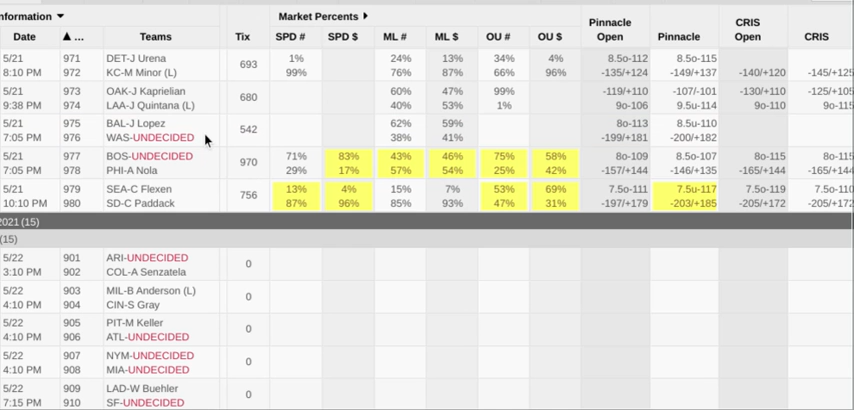 nformation ▼ Market Percents ▶ Pinnacle Open CRIS Open
Date ▲ ... Teams Tix SPD # SPD $ ML # ML $ OU # OU $ Pinnacle CRIS
5/21 971 DET-J Urena 693 1% 24% 13% 34% 4% 8.5o-112 8.5o-115
8:10 PM 972 KC-M Minor (L) 99% 76% 87% 66% 96% -135/+124 -149/+137 -140/+120 -145/+125
5/21 973 OAK-J Kaprielian 680 60% 47% 99% -119/+110 -107/-101 -130/+110 -125/+105
9:38 PM 974 LAA-J Quintana (L) 40% 53% 1% 9o-106 9.5u-114 9o-110 9o-115
5/21 975 BAL-J Lopez 542 62% 59% 8o-113 8.5u-110
7:05 PM 976 WAS-UNDECIDED 38% 41% -199/+181 -200/+182
5/21 977 BOS-UNDECIDED 970 71% 83% 43% 46% 75% 58% 8o-109 8.5o-107 8o-115 8o-115
7:05 PM 978 PHI-A Nola 29% 17% 57% 54% 25% 42% -157/+144 -146/+135 -165/+144 -165/+144
5/21 979 SEA-C Flexen 756 13% 4% 15% 7% 53% 69% 7.5o-111 7.5u-117 7.5o-119 7.5o-110
10:10 PM 980 SD-C Paddack 87% 96% 85% 93% 47% 31% -197/+179 -203/+185 -205/+172 -205/+172
2021 (15)
(15)
5/22 901 ARI-UNDECIDED 0
3:10 PM 902 COL-A Senzatela
5/22 903 MIL-B Anderson (L) 0
4:10 PM 904 CIN-S Gray
5/22 905 PIT-M Keller 0
4:10 PM 906 ATL-UNDECIDED
5/22 907 NYM-UNDECIDED 0
4:10 PM 908 MIA-UNDECIDED
5/22 909 LAD-W Buehler 0
7:15 PM 910 SF-UNDECIDED